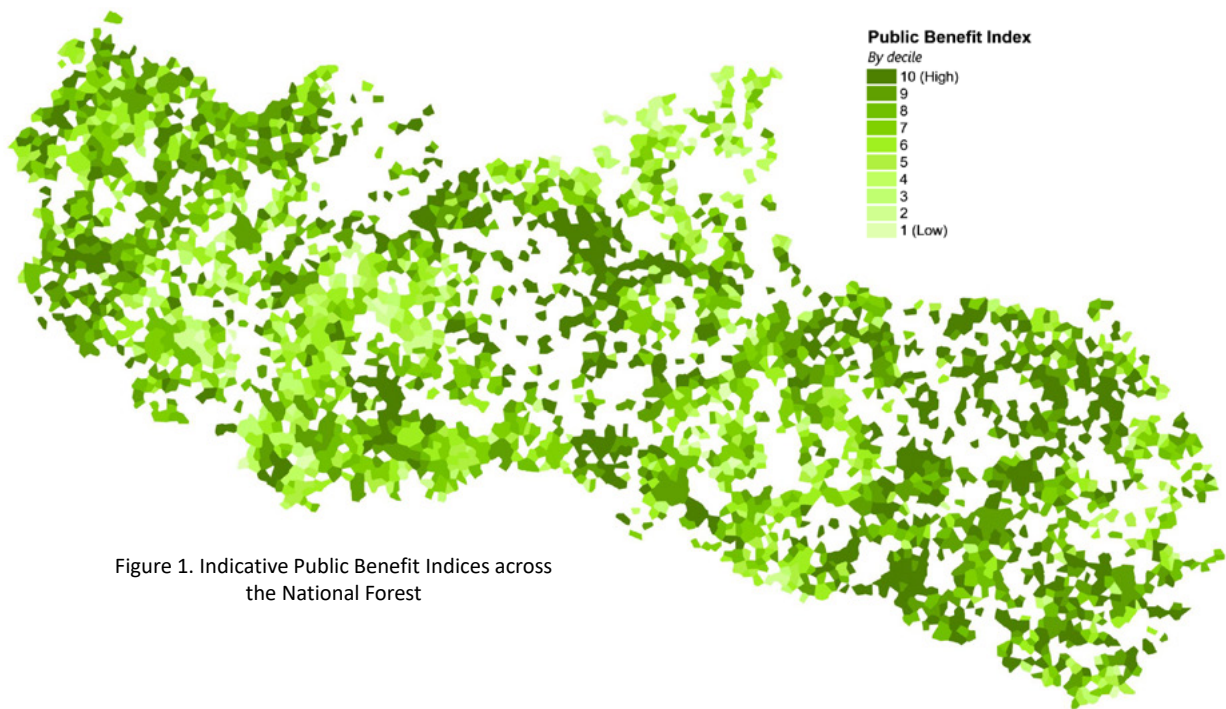 Public Benefit Index
By decile
10 (High)
9
8
7
6
5
4
3
2
1 (Low)
Figure 1. Indicative Public Benefit Indices across
the National Forest